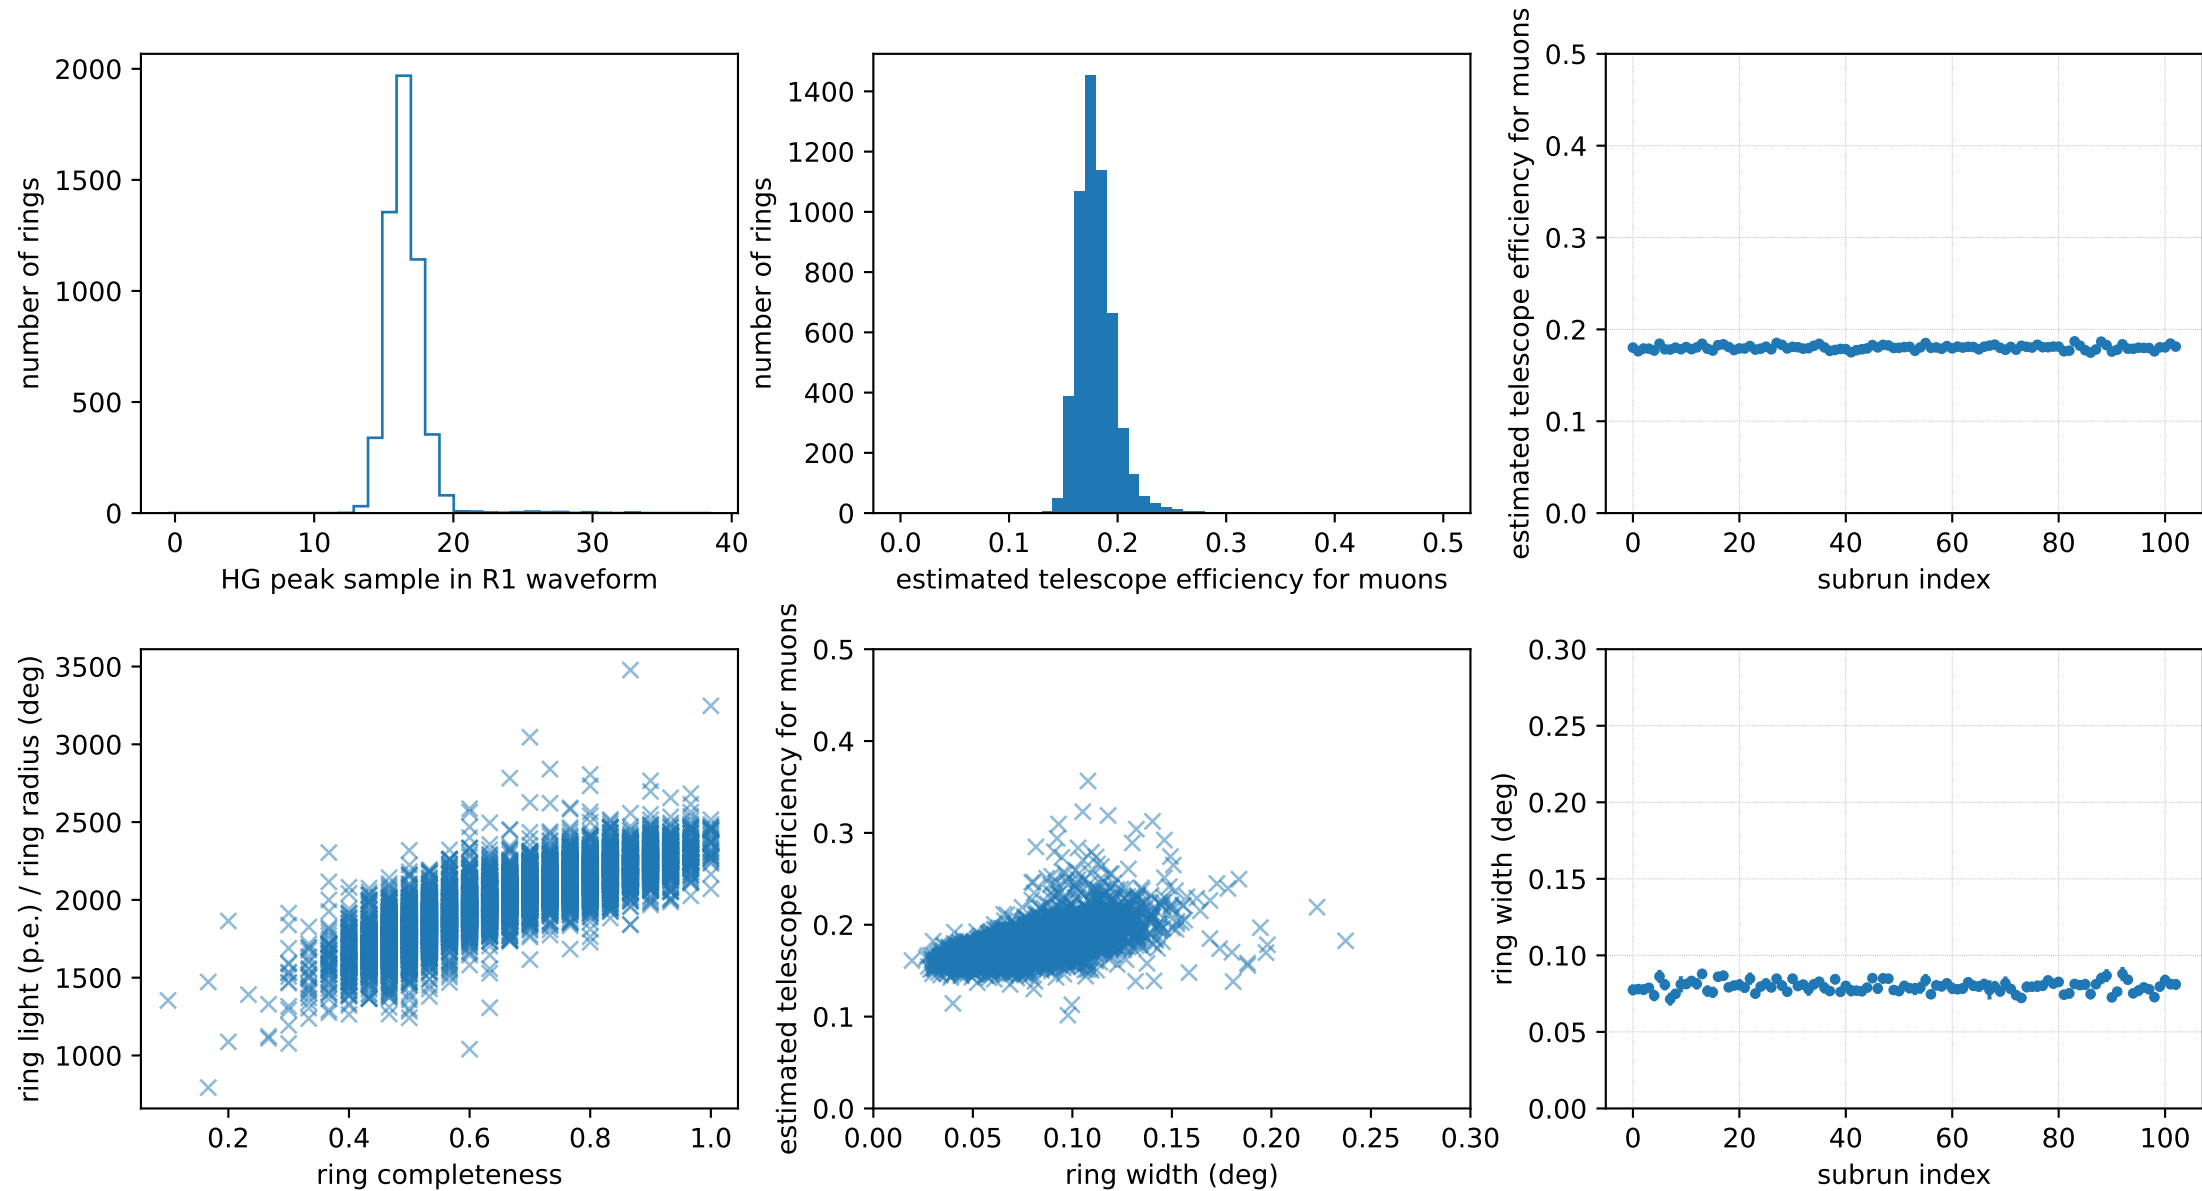 2000
1500
1000
500
0
number of rings
0 10 20 30 40
HG peak sample in R1 waveform
1400
1200
1000
800
600
400
200
0
number of rings
0.0 0.1 0.2 0.3 0.4 0.5
estimated telescope efficiency for muons
0.5
0.4
0.3
0.2
0.1
0.0
estimated telescope efficiency for muons
0 20 40 60 80 100
subrun index
3500
3000
2500
2000
1500
1000
ring light (p.e.) / ring radius (deg)
0.2 0.4 0.6 0.8 1.0
ring completeness
0.5
0.4
0.3
0.2
0.1
0.0
estimated telescope efficiency for muons
0.00 0.05 0.10 0.15 0.20 0.25 0.30
ring width (deg)
0.30
0.25
0.20
0.15
0.10
0.05
0.00
ring width (deg)
0 20 40 60 80 100
subrun index